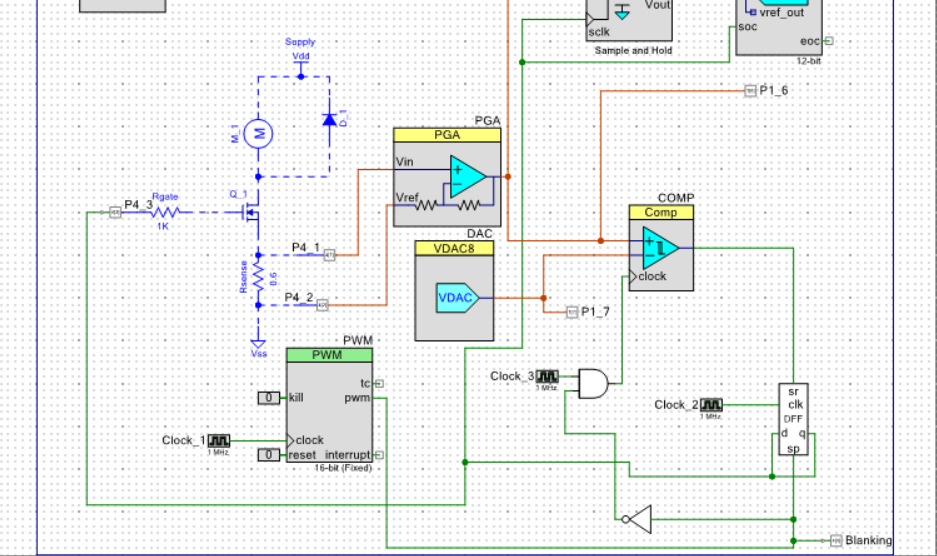 Vout
sclk
Sample and Hold
vref_out
soc
eoc
12-bit
Supply
Vdd
P1_6
M_1
M
D_1
PGA
PGA
Vin
Vref
Rgate
1K
P4_3
Q_1
COMP
Comp
clock
DAC
VDAC8
VDAC
P4_1
Rsense
0.6
P4_2
P1_7
Vss
PWM
PWM
tc
kill
pwm
0
Clock_1
1 MHz
clock
0
reset
interrupt
16-bit (Fixed)
Clock_3
1 MHz
Clock_2
1 MHz
sr
clk
DFF
d
q
sp
Blanking